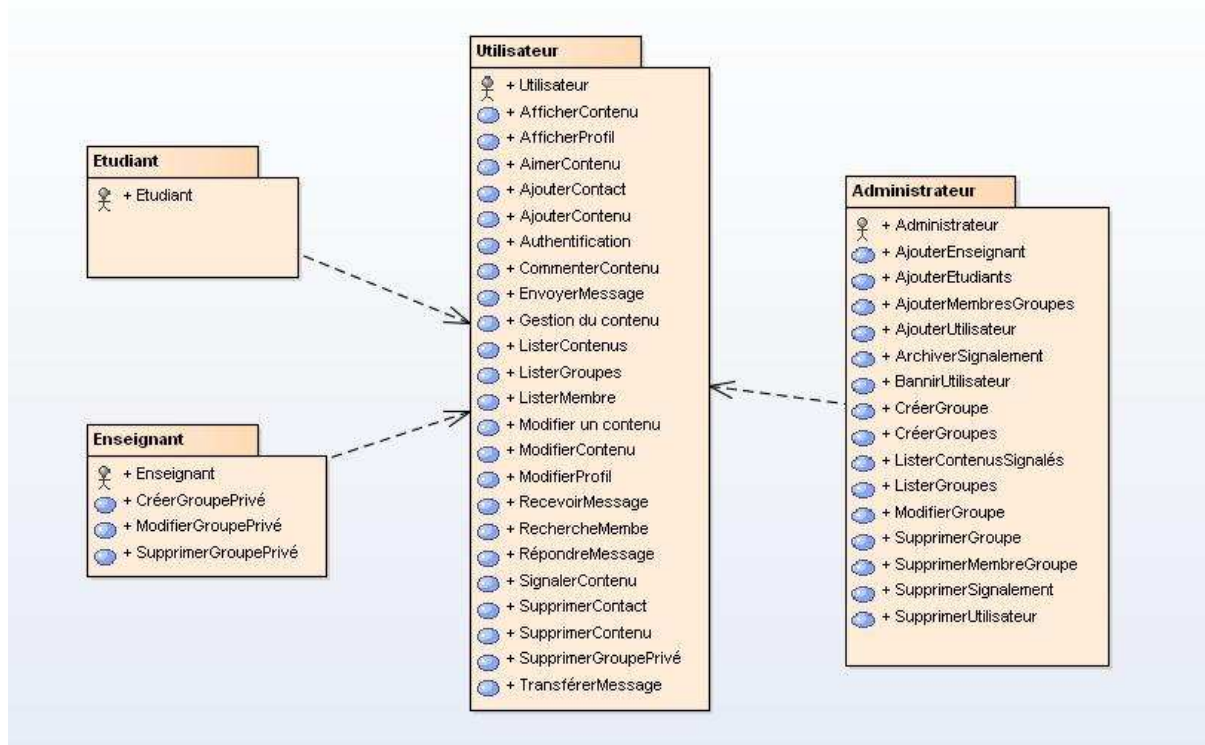 Etudiant
+ Etudiant
Enseignant
+ Enseignant
+ CréerGroupePrivé
+ ModifierGroupePrivé
+ SupprimerGroupePrivé
Utilisateur
+ Utilisateur
+ AfficherContenu
+ AfficherProfil
+ AimerContenu
+ AjouterContact
+ AjouterContenu
+ Authentification
+ CommenterContenu
+ EnvoyerMessage
+ Gestion du contenu
+ ListerContenus
+ ListerGroupes
+ ListerMembre
+ Modifier un contenu
+ ModifierContenu
+ ModifierProfil
+ RecevoirMessage
+ RechercheMembe
+ RépondreMessage
+ SignalerContenu
+ SupprimerContact
+ SupprimerContenu
+ SupprimerGroupePrivé
+ TransférerMessage
Administrateur
+ Administrateur
+ AjouterEnseignant
+ AjouterEtudiants
+ AjouterMembresGroupes
+ AjouterUtilisateur
+ ArchiverSignalement
+ BannirUtilisateur
+ CréerGroupe
+ CréerGroupes
+ ListerContenusSignalés
+ ListerGroupes
+ ModifierGroupe
+ SupprimerGroupe
+ SupprimerMembreGroupe
+ SupprimerSignalement
+ SupprimerUtilisateur